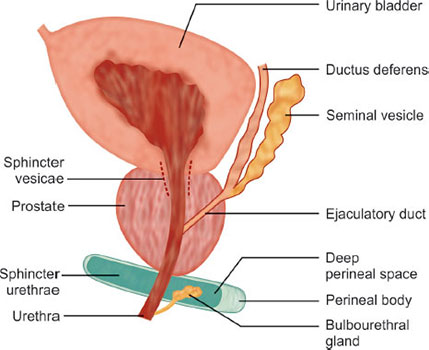 Urinary bladder
Ductus deferens
Seminal vesicle
Sphincter
vesicae
Prostate
Ejaculatory duct
Deep
perineal space
Sphincter
urethrae
Perineal body
Urethra
Bulbourethral
gland